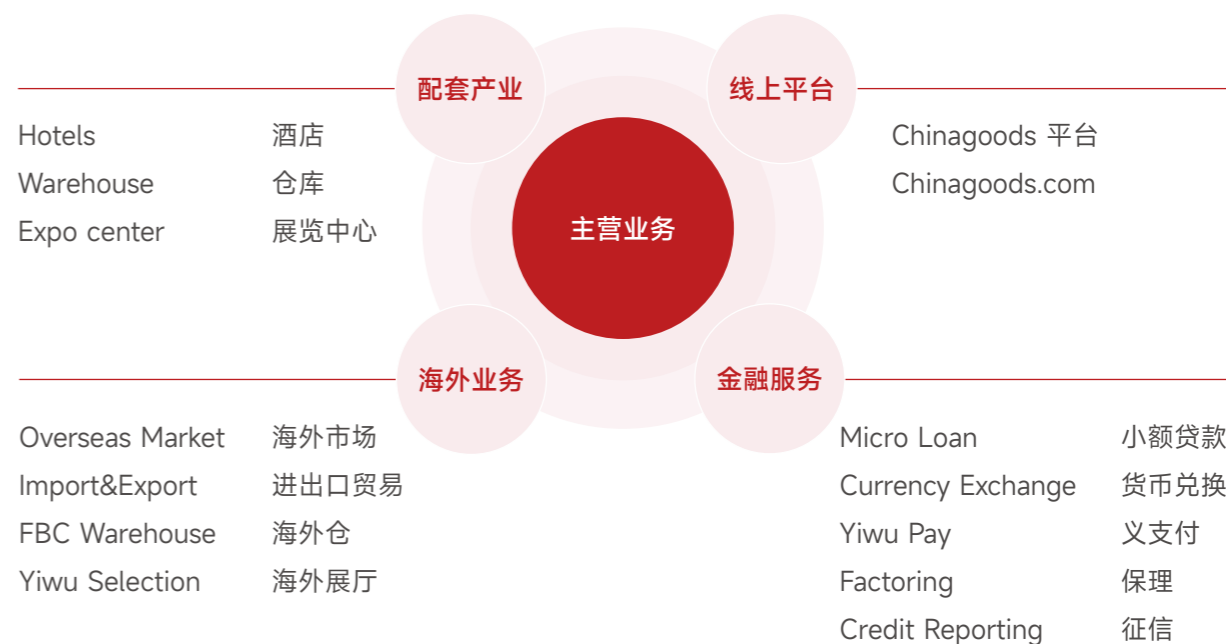 配套产业
Hotels 酒店
Warehouse 仓库
Expo center 展览中心
线上平台
Chinagoods 平台
Chinagoods.com
主营业务
海外业务
Overseas Market 海外市场
Import&Export 进出口贸易
FBC Warehouse 海外仓
Yiwu Selection 海外展厅
金融服务
Micro Loan 小额贷款
Currency Exchange 货币兑换
Yiwu Pay 义支付
Factoring 保理
Credit Reporting 征信